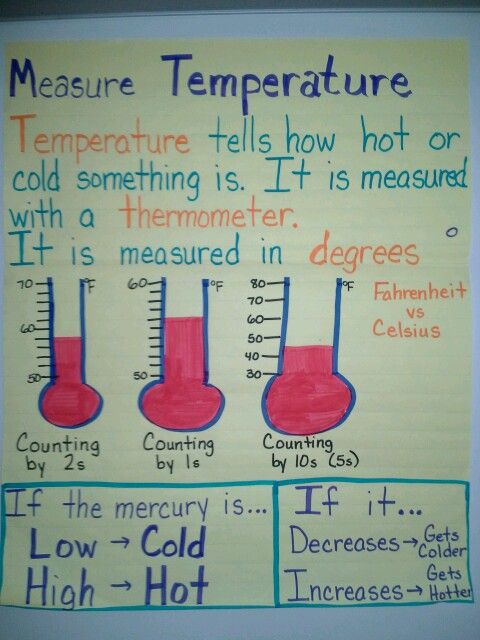 Measure Temperature
Temperature tells how hot or
cold something is. It is measured
with a thermometer.
It is measured in degrees °
70 °F 60 °F 80 °F
70
60 60
50
40
50 50 30
Fahrenheit
vs
Celsius
Counting by 2s
Counting by 1s
Counting by 10s (5s)
If the mercury is...
Low → Cold
High → Hot
If it...
Decreases → Gets Colder
Increases → Gets Hotter